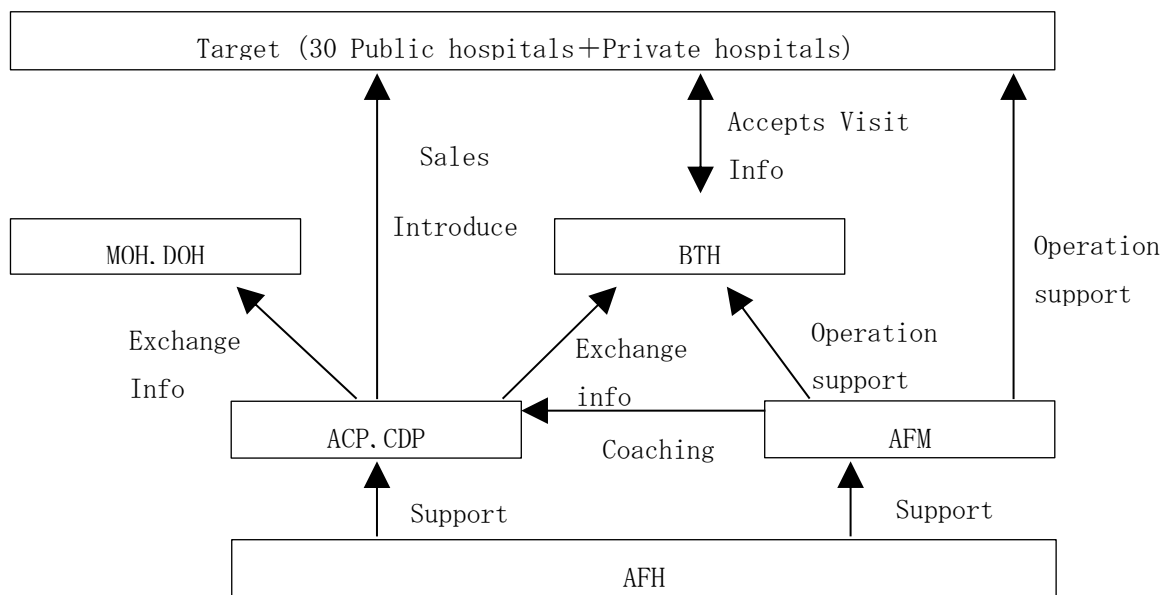 Target (30 Public hospitals＋Private hospitals)
Accepts Visit
Info
Sales
Introduce
MOH.DOH
BTH
Operation
support
Exchange
Info
Exchange
info
Operation
support
ACP.CDP
Coaching
AFM
Support
Support
AFH